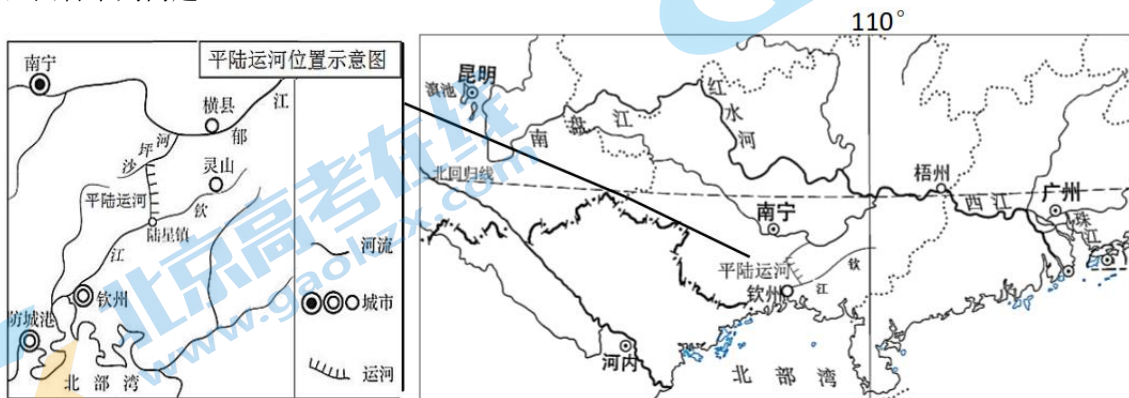 110°
平陆运河位置示意图
南宁
横县
江
郁
沙坪河
灵山
平陆运河
钦
陆屋镇
江
河流
钦州
城市
防城港
运河
北部湾
昆明
滇池
南盘江
红水河
北回归线
梧州
西江
广州
珠江
南宁
平陆运河
钦江
钦州
河内
北部湾
北京高考在线
www.gaokzx.com